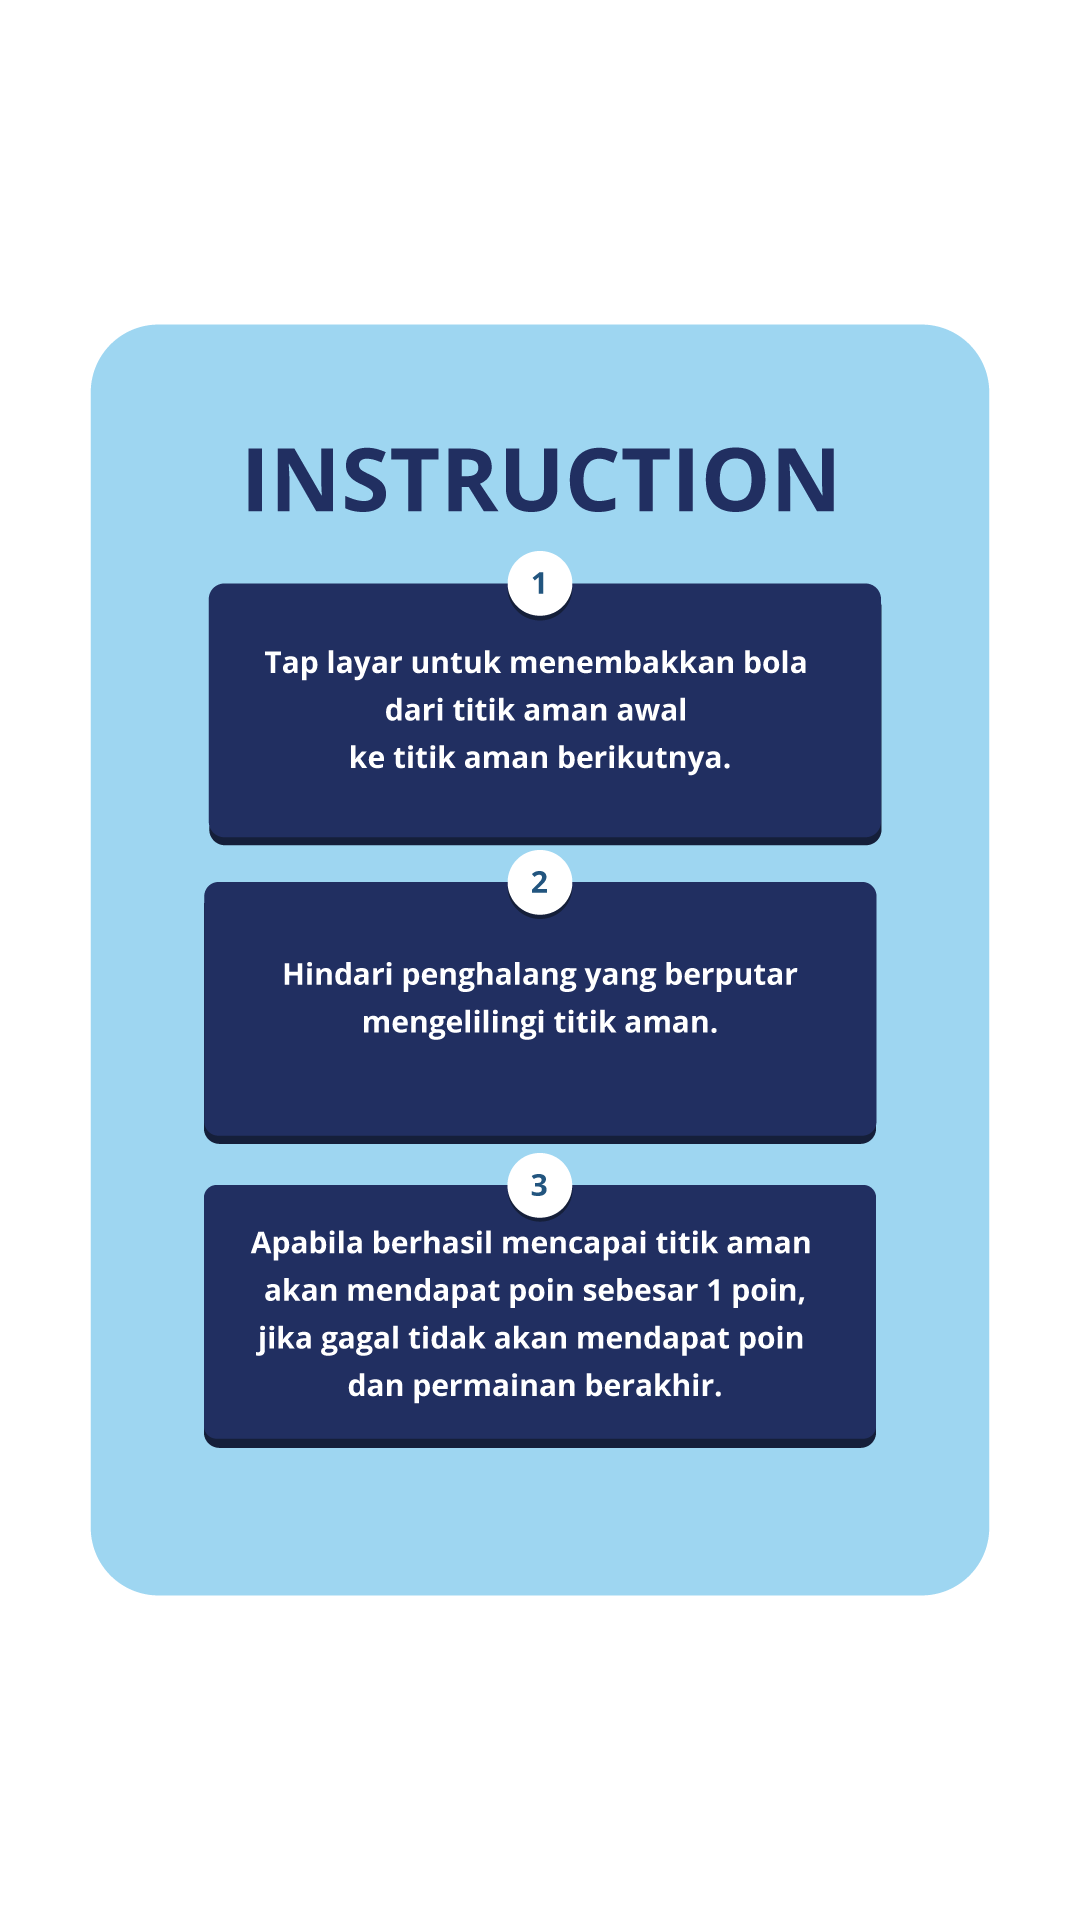 INSTRUCTION
1
Tap layar untuk menembakkan bola
dari titik aman awal
ke titik aman berikutnya.
2
Hindari penghalang yang berputar
mengelilingi titik aman.
3
Apabila berhasil mencapai titik aman
akan mendapat poin sebesar 1 poin,
jika gagal tidak akan mendapat poin
dan permainan berakhir.